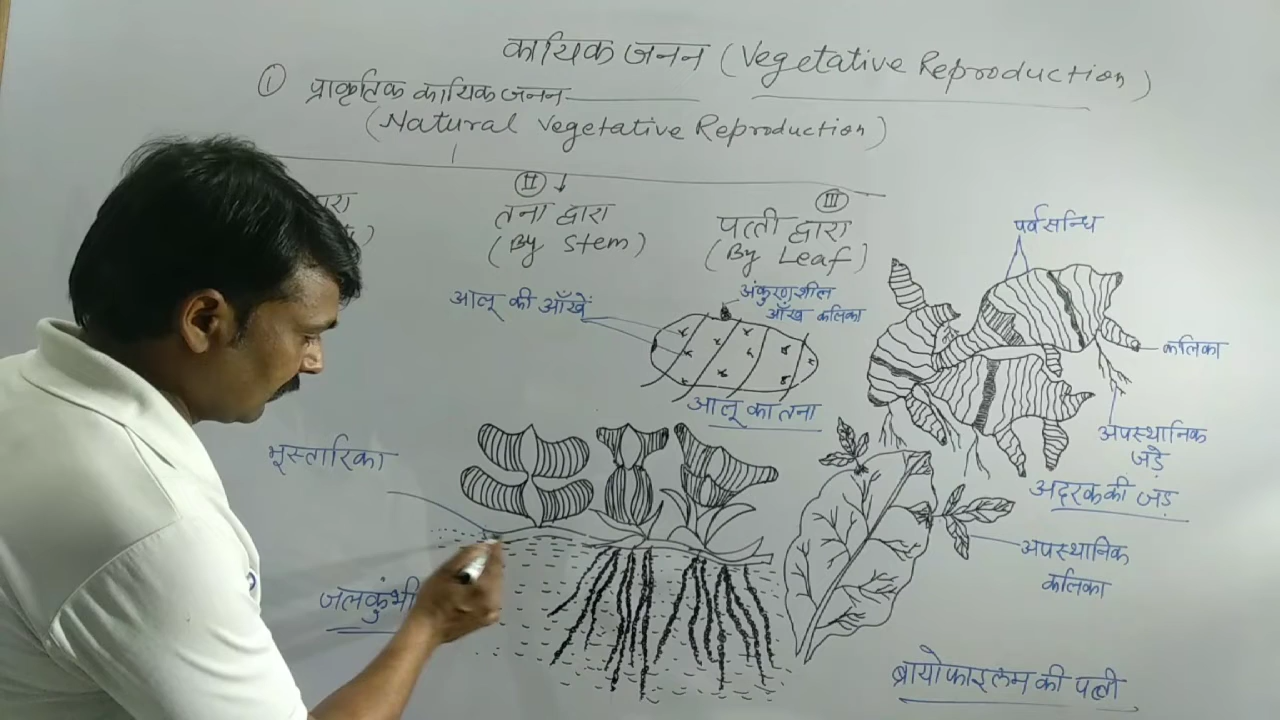 कायिक जनन (Vegetative Reproduction)
① प्राकृतिक कायिक जनन
(Natural Vegetative Reproduction)
II
तना द्वारा
(By Stem)
III
पत्ती द्वारा
(By Leaf)
पर्वसन्धि
आलू की आँखें
अंकुरणशील
आँख कलिका
कलिका
आलू का तना
अपस्थानिक
जड़ें
अदरक की जड़
भूस्तारिका
अपस्थानिक
कलिका
जलकुंभी
ब्रायोफाइलम की पत्ती